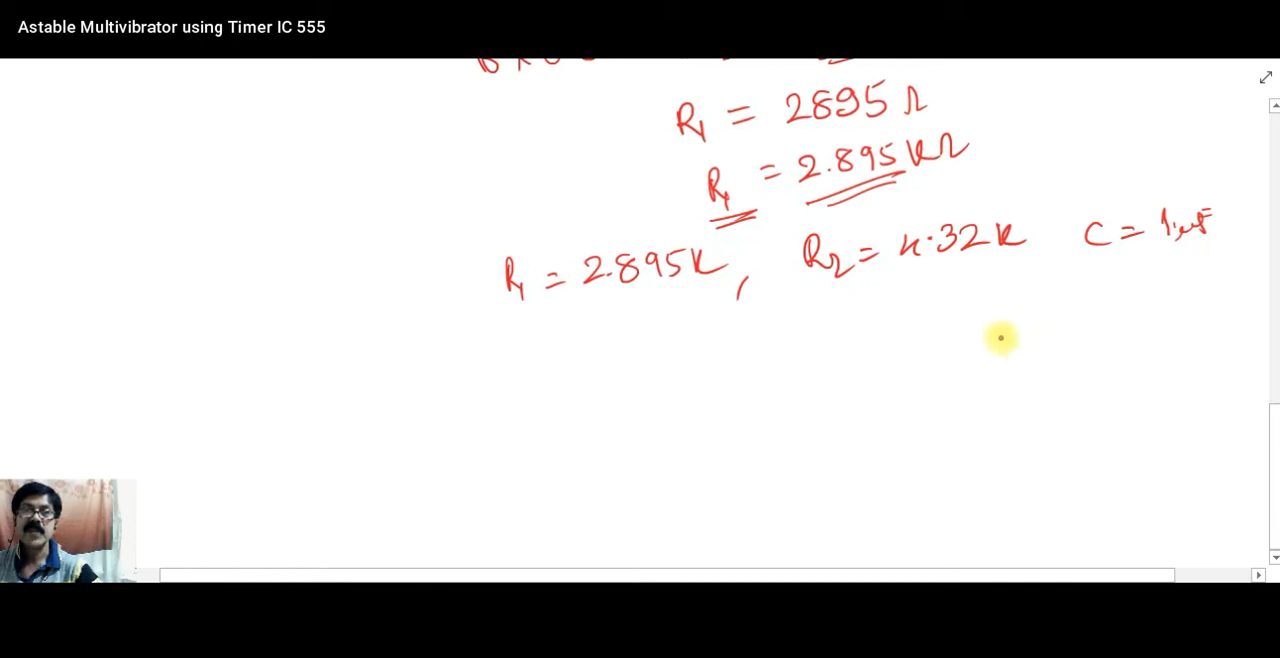 Astable Multivibrator using Timer IC 555
R1 = 2895 Ω
R1 = 2.895 KΩ
R1 = 2.895K, R2 = 4.32K C = 1μF